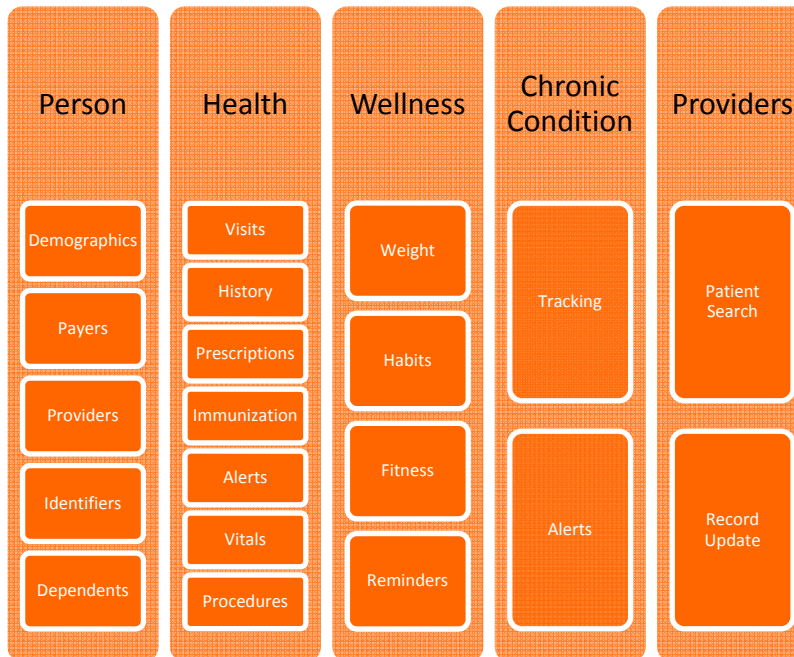 Person
Demographics
Payers
Providers
Identifiers
Dependents
Health
Visits
History
Prescriptions
Immunization
Alerts
Vitals
Procedures
Wellness
Weight
Habits
Fitness
Reminders
Chronic
Condition
Tracking
Alerts
Providers
Patient
Search
Record
Update